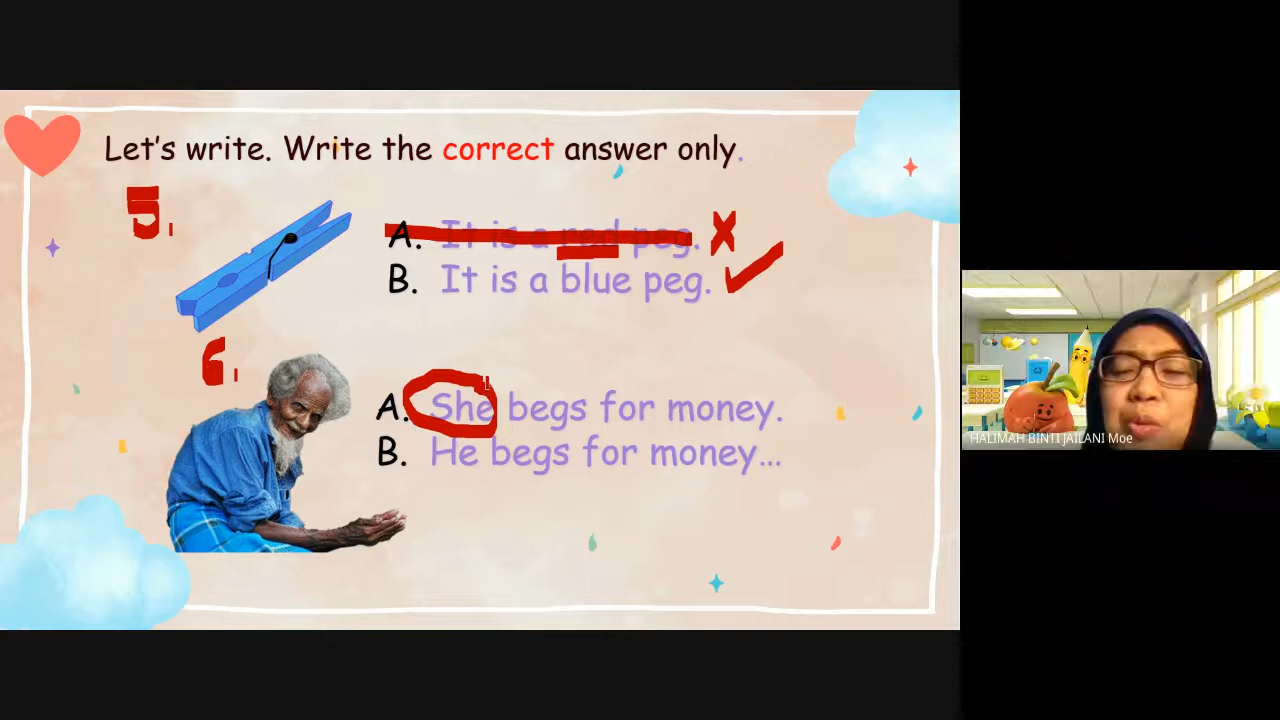 Let's write. Write the correct answer only.
5.
A. It is a red peg. X
B. It is a blue peg.
6.
A. She begs for money.
B. He begs for money...
HALIMAH BINTI JAILANI Moe